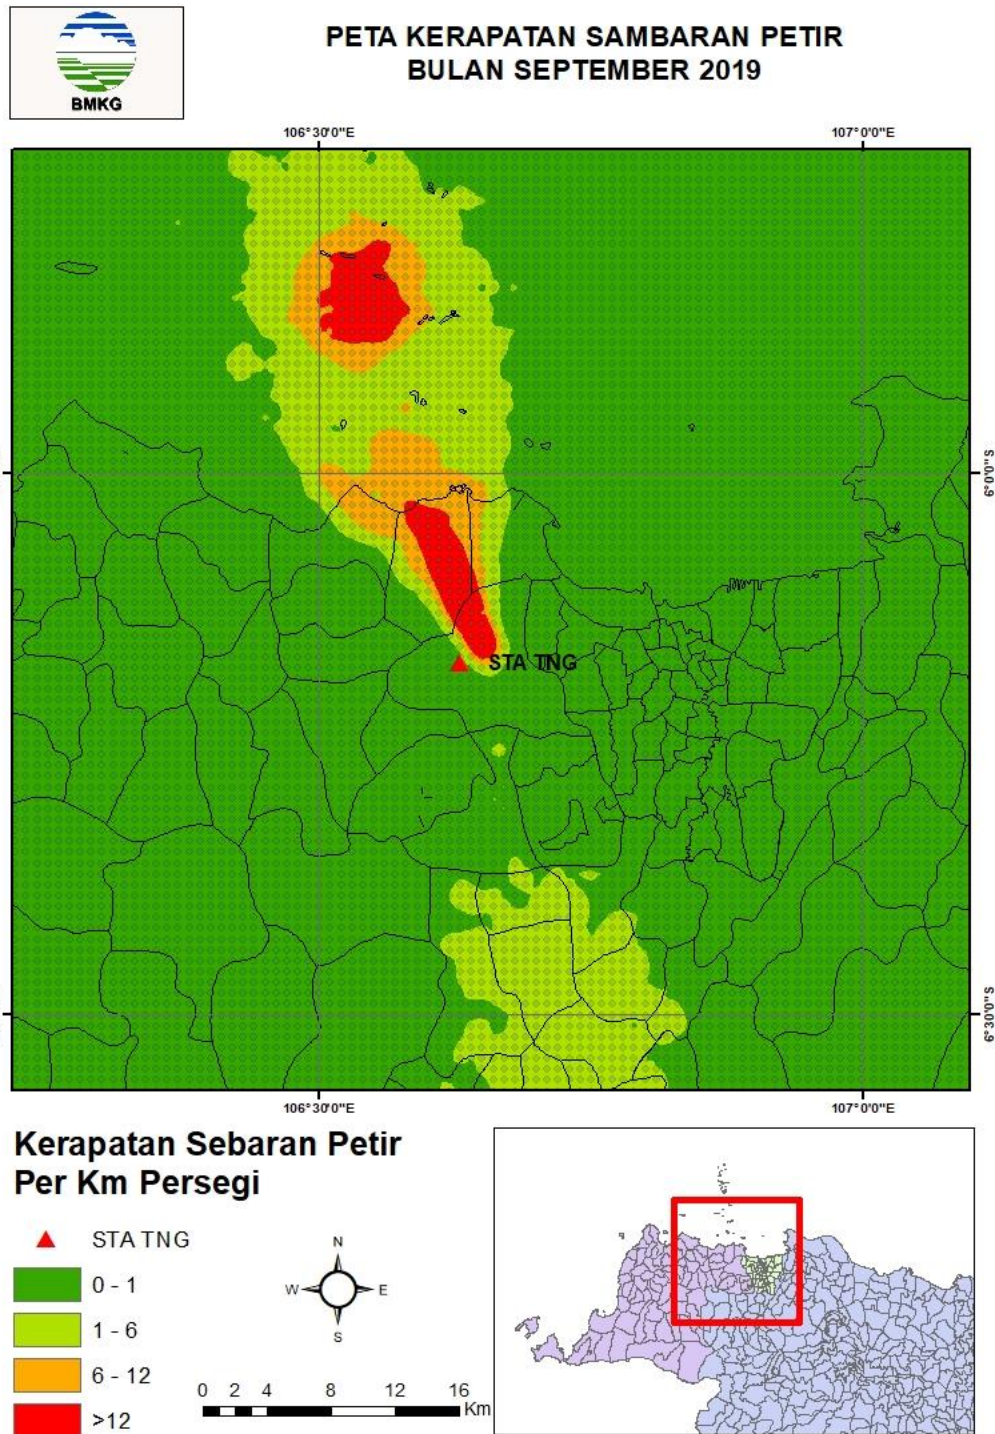 BMKG
PETA KERAPATAN SAMBARAN PETIR
BULAN SEPTEMBER 2019
106°30'0"E
107°0'0"E
6°0'0"S
STA TNG
6°30'0"S
106°30'0"E
107°0'0"E
Kerapatan Sebaran Petir
Per Km Persegi
STA TNG
0 - 1
1 - 6
6 - 12
>12
N
W E
S
0 2 4 8 12 16
Km